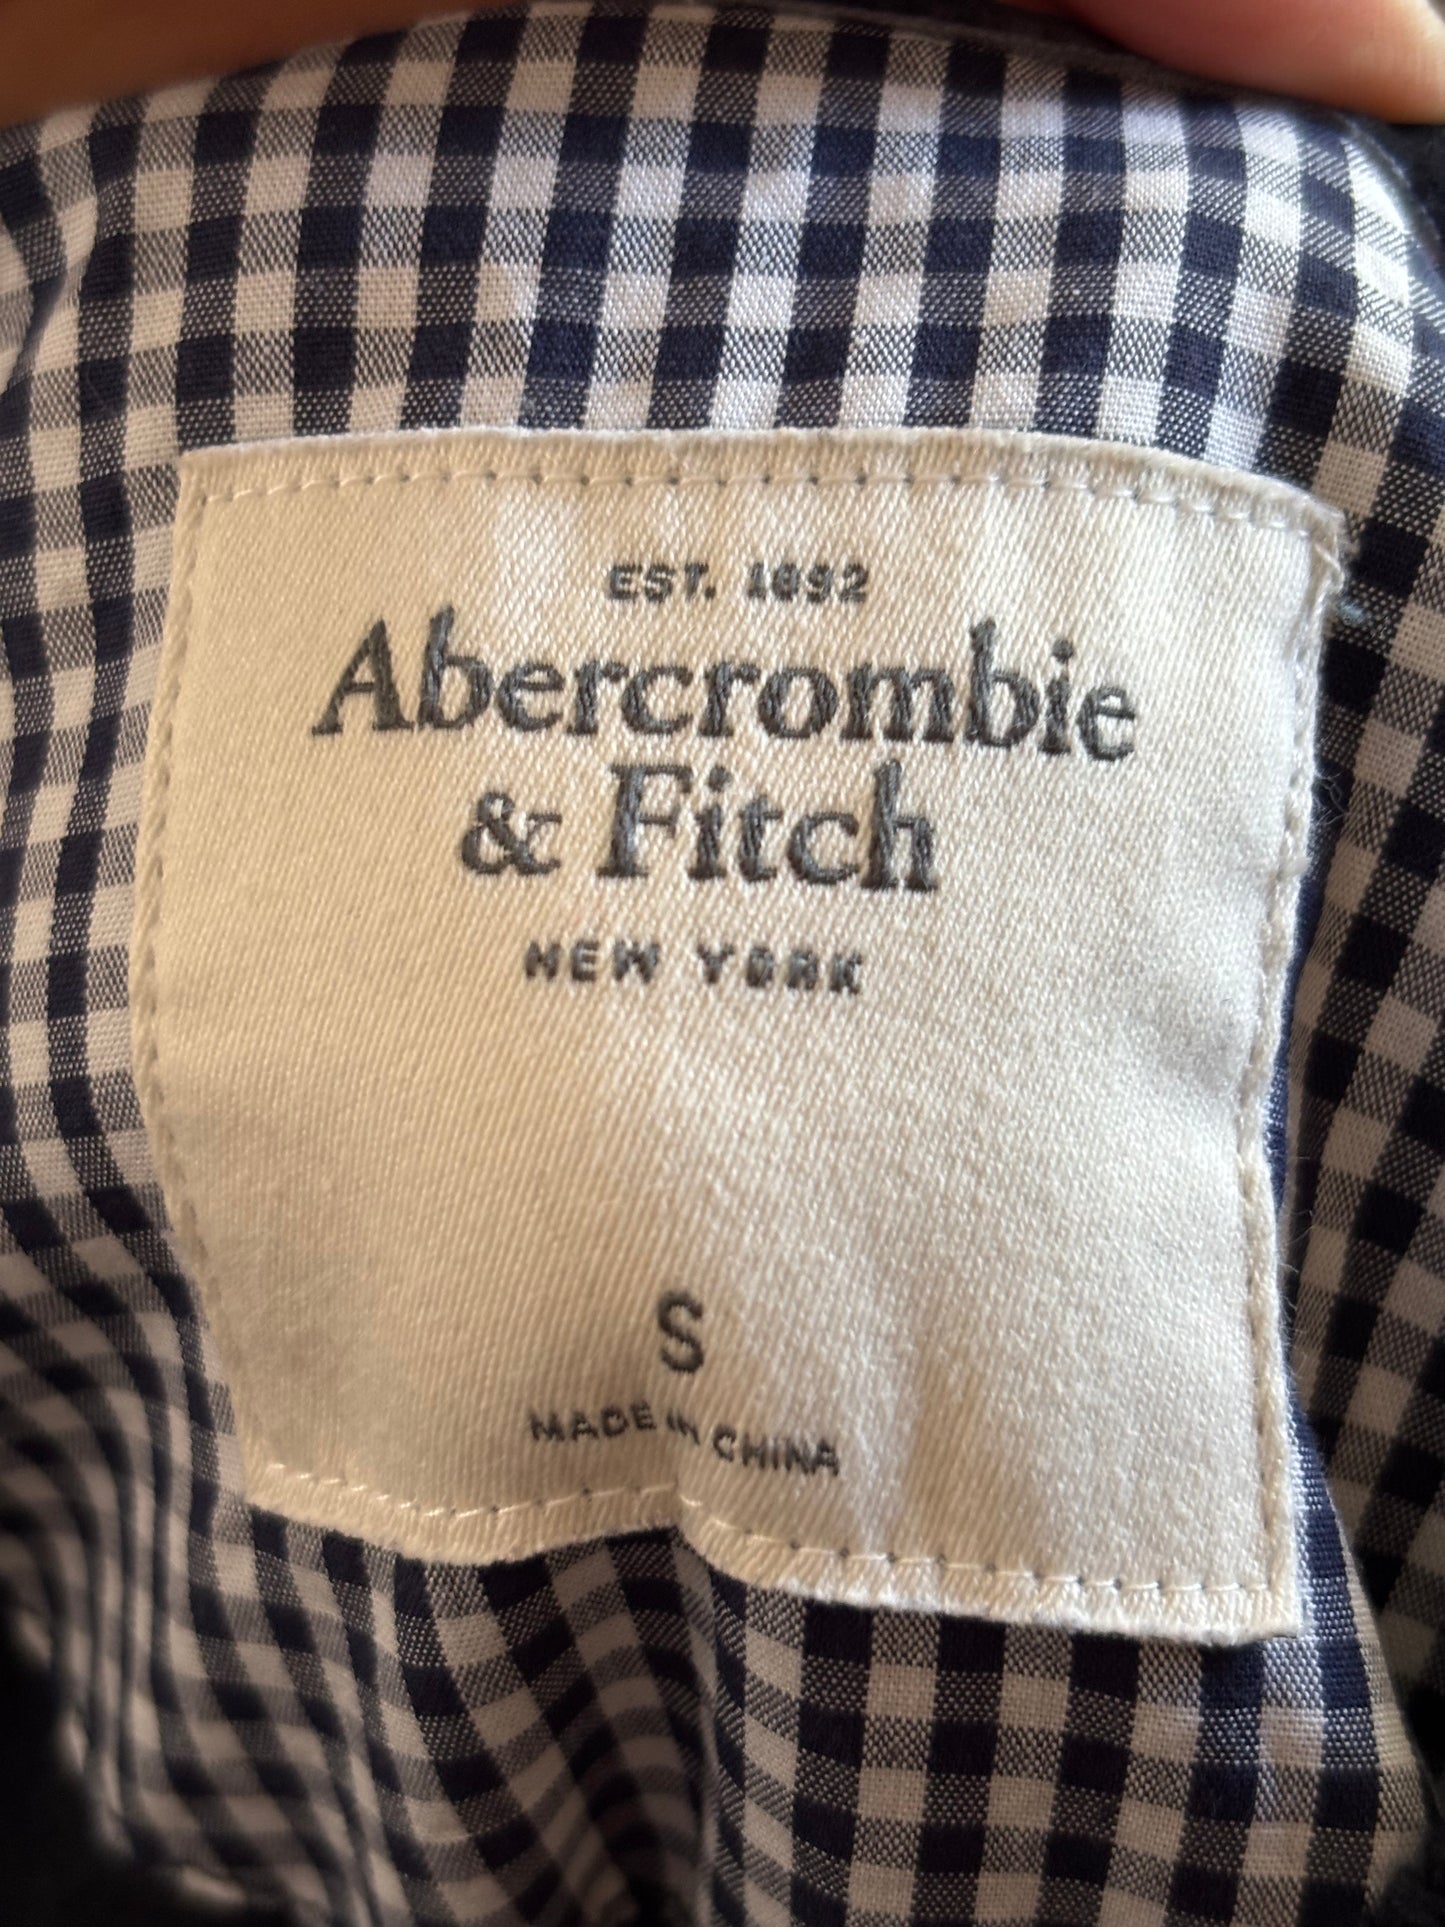 EST. 1892
Abercrombie
& Fitch
NEW YORK
S
MADE IN CHINA